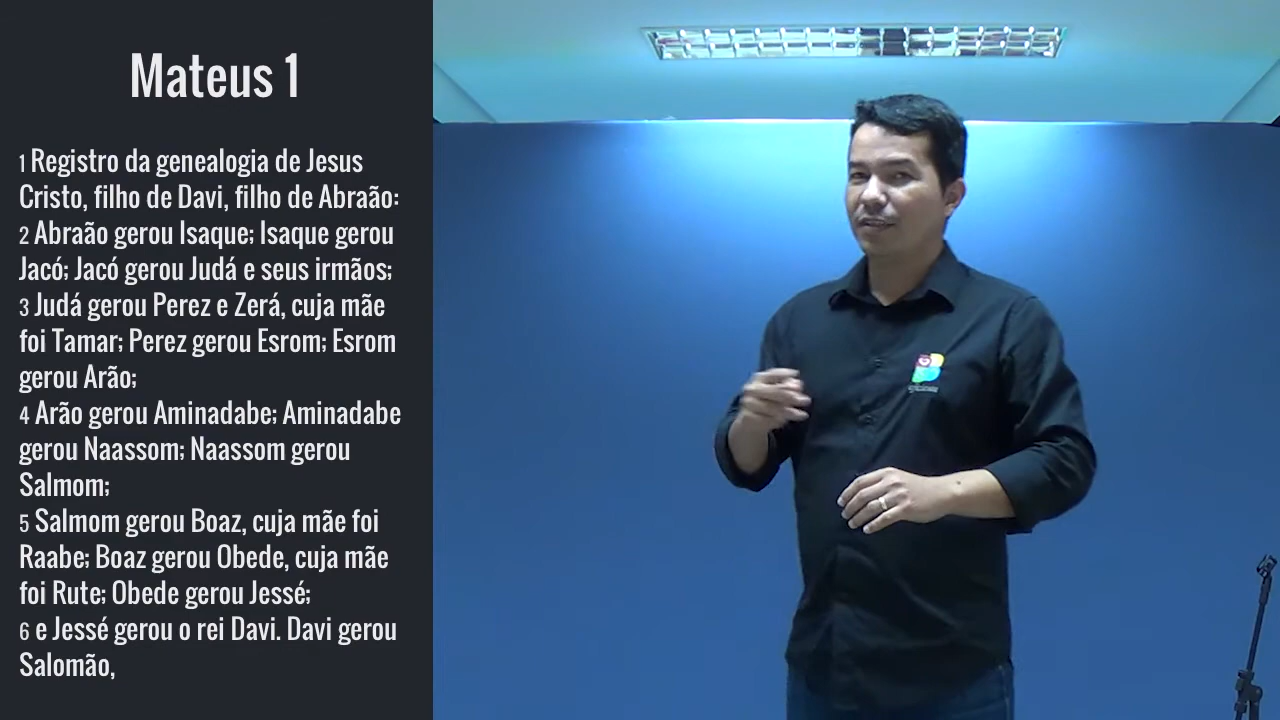 Mateus 1
1 Registro da genealogia de Jesus
Cristo, filho de Davi, filho de Abraão:
2 Abraão gerou Isaque; Isaque gerou
Jacó; Jacó gerou Judá e seus irmãos;
3 Judá gerou Perez e Zerá, cuja mãe
foi Tamar; Perez gerou Esrom; Esrom
gerou Arão;
4 Arão gerou Aminadabe; Aminadabe
gerou Naassom; Naassom gerou
Salmom;
5 Salmom gerou Boaz, cuja mãe foi
Raabe; Boaz gerou Obede, cuja mãe
foi Rute; Obede gerou Jessé;
6 e Jessé gerou o rei Davi. Davi gerou
Salomão,